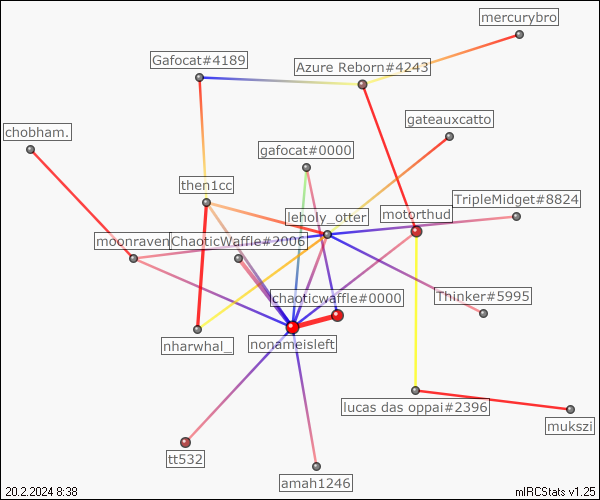 mercurybro
Gafocat#4189
Azure Reborn#4243
gateauxcatto
chobham.
gafocat#0000
then1cc
TripleMidget#8824
leholy_otter
motorthud
moonraven
ChaoticWaffle#2006
chaoticwaffle#0000
Thinker#5995
nharwhal_
nonameisleft
lucas das oppai#2396
mukszi
tt532
amah1246
20.2.2024 8:38
mIRCStats v1.25